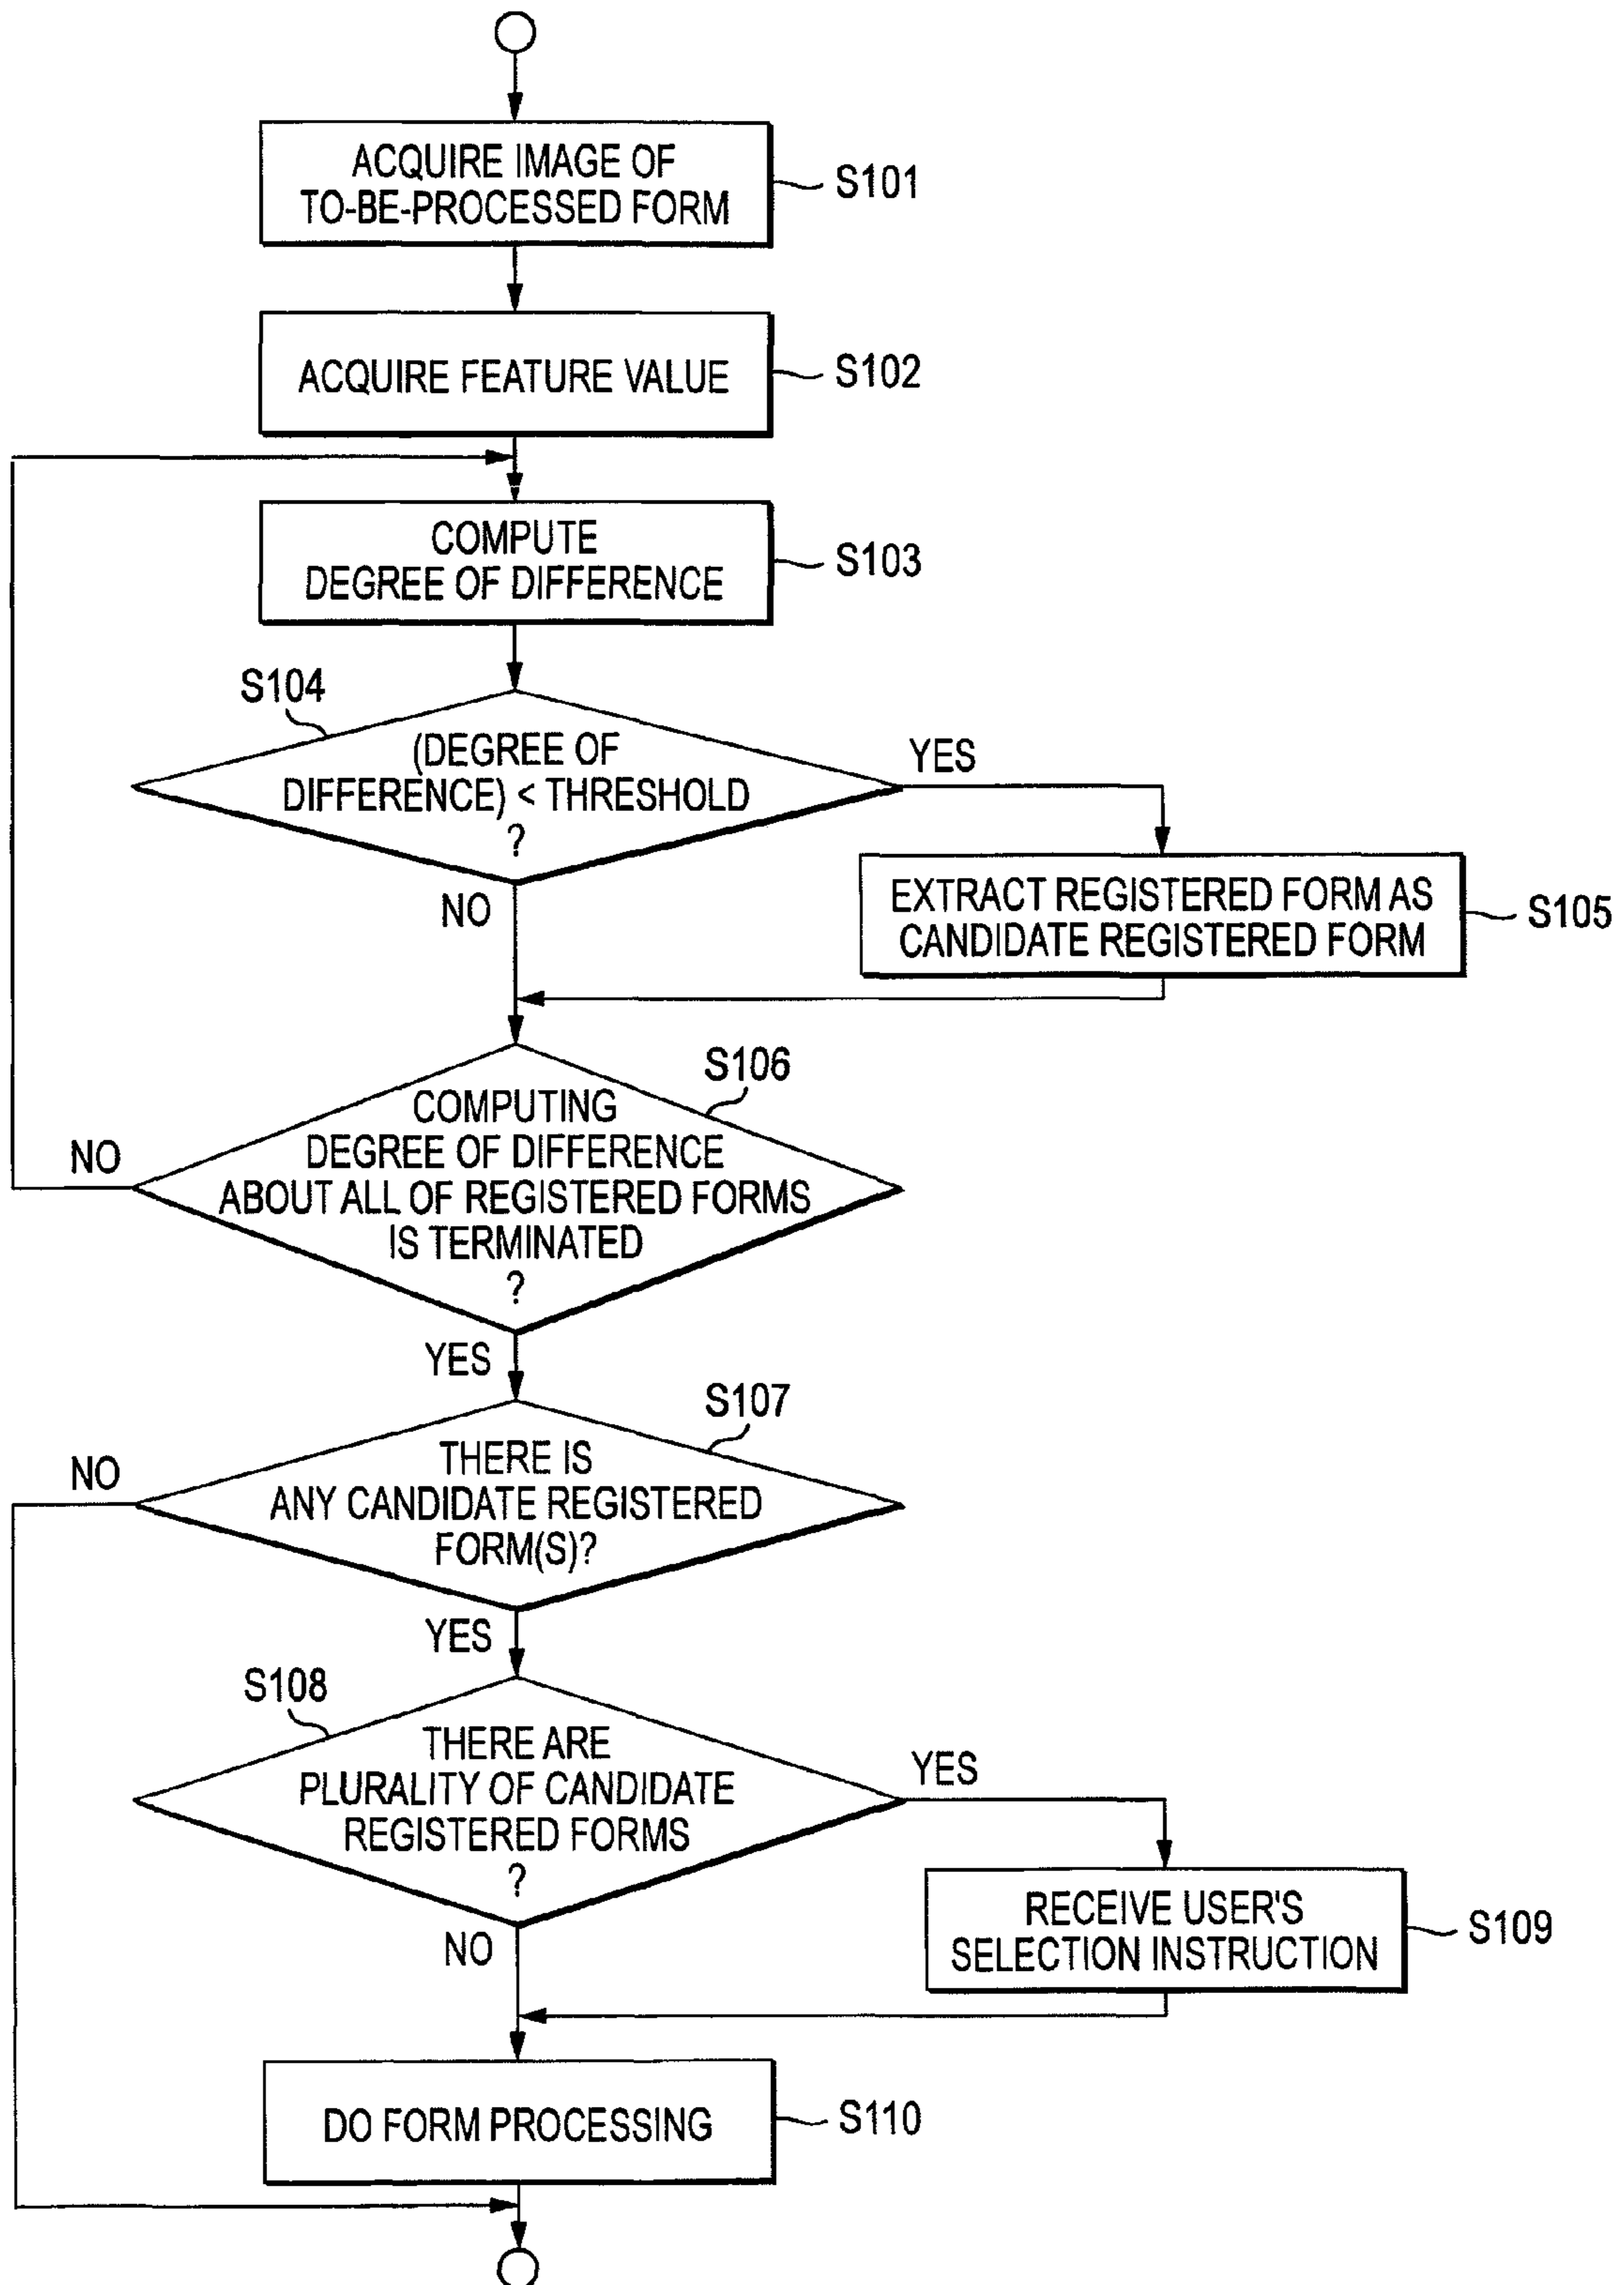 ACQUIRE IMAGE OF
TO-BE-PROCESSED FORM
S101
ACQUIRE FEATURE VALUE
S102
COMPUTE
DEGREE OF DIFFERENCE
S103
S104
(DEGREE OF
DIFFERENCE) < THRESHOLD
?
YES
NO
EXTRACT REGISTERED FORM AS
CANDIDATE REGISTERED FORM
S105
S106
COMPUTING
DEGREE OF DIFFERENCE
ABOUT ALL OF REGISTERED FORMS
IS TERMINATED
?
NO
YES
S107
THERE IS
ANY CANDIDATE REGISTERED
FORM(S)?
NO
YES
S108
THERE ARE
PLURALITY OF CANDIDATE
REGISTERED FORMS
?
YES
NO
RECEIVE USER'S
SELECTION INSTRUCTION
S109
DO FORM PROCESSING
S110